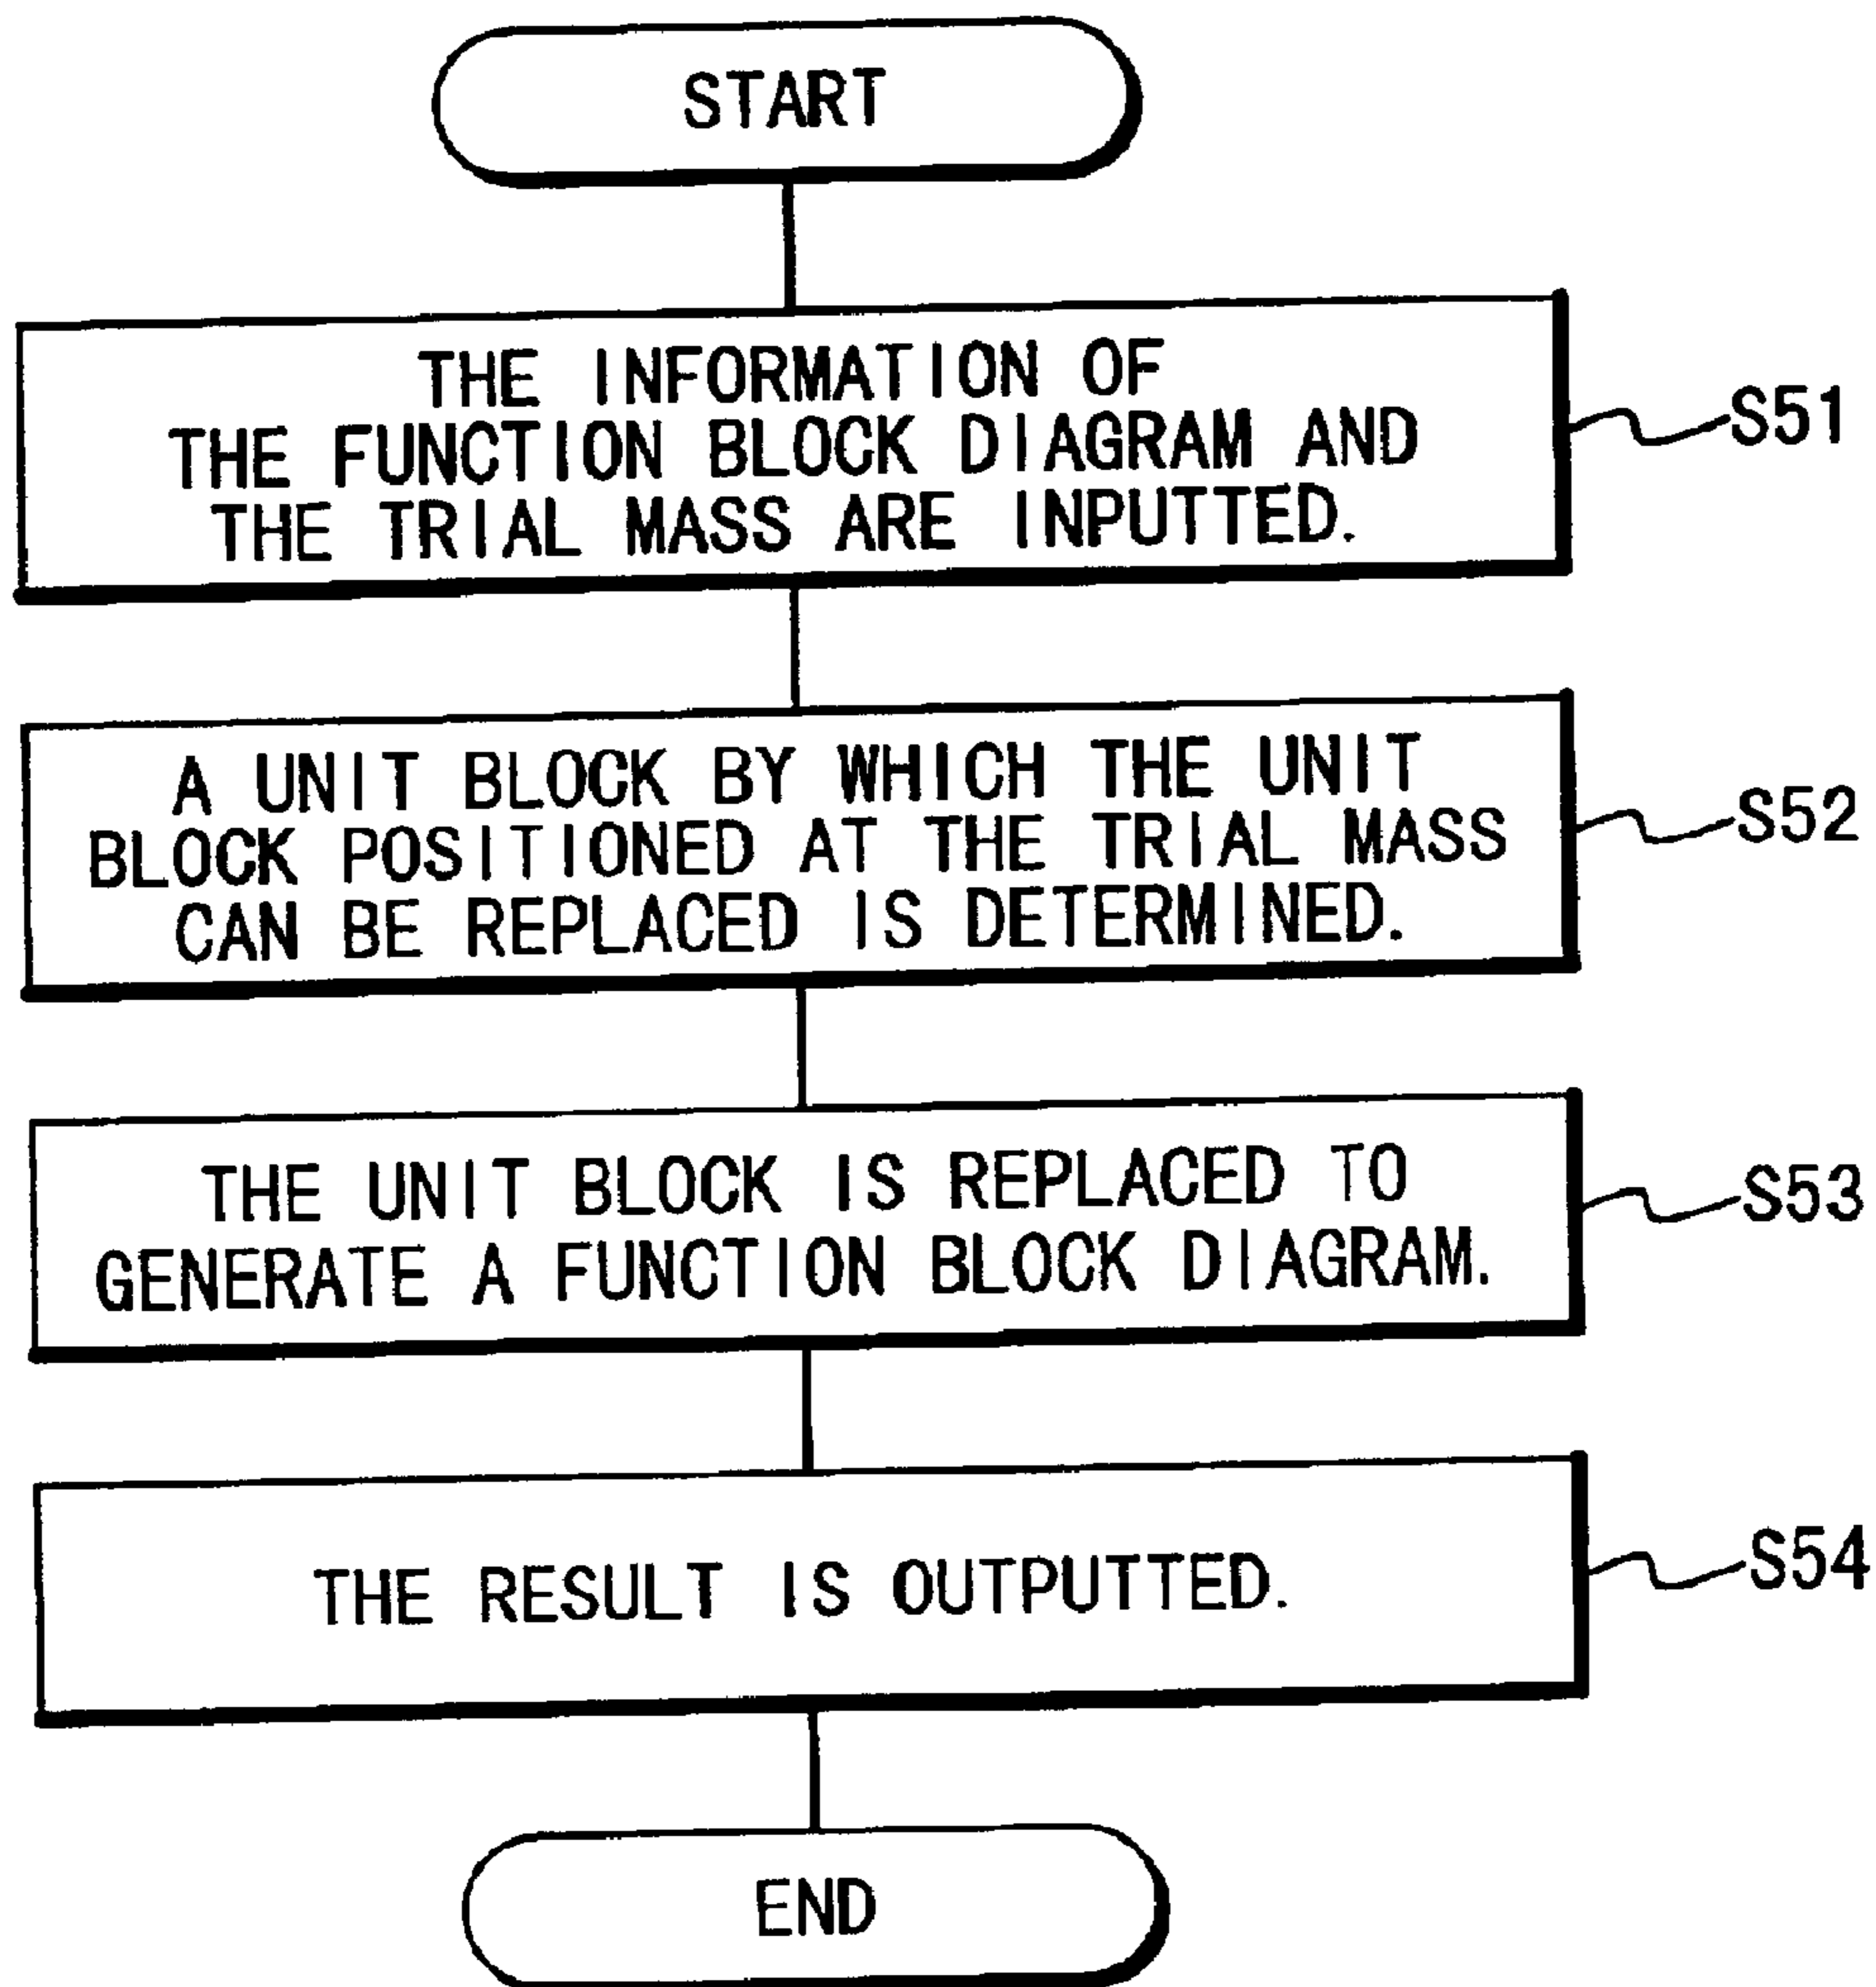 START
THE INFORMATION OF
THE FUNCTION BLOCK DIAGRAM AND
THE TRIAL MASS ARE INPUTTED.
S51
A UNIT BLOCK BY WHICH THE UNIT
BLOCK POSITIONED AT THE TRIAL MASS
CAN BE REPLACED IS DETERMINED.
S52
THE UNIT BLOCK IS REPLACED TO
GENERATE A FUNCTION BLOCK DIAGRAM.
S53
THE RESULT IS OUTPUTTED.
S54
END